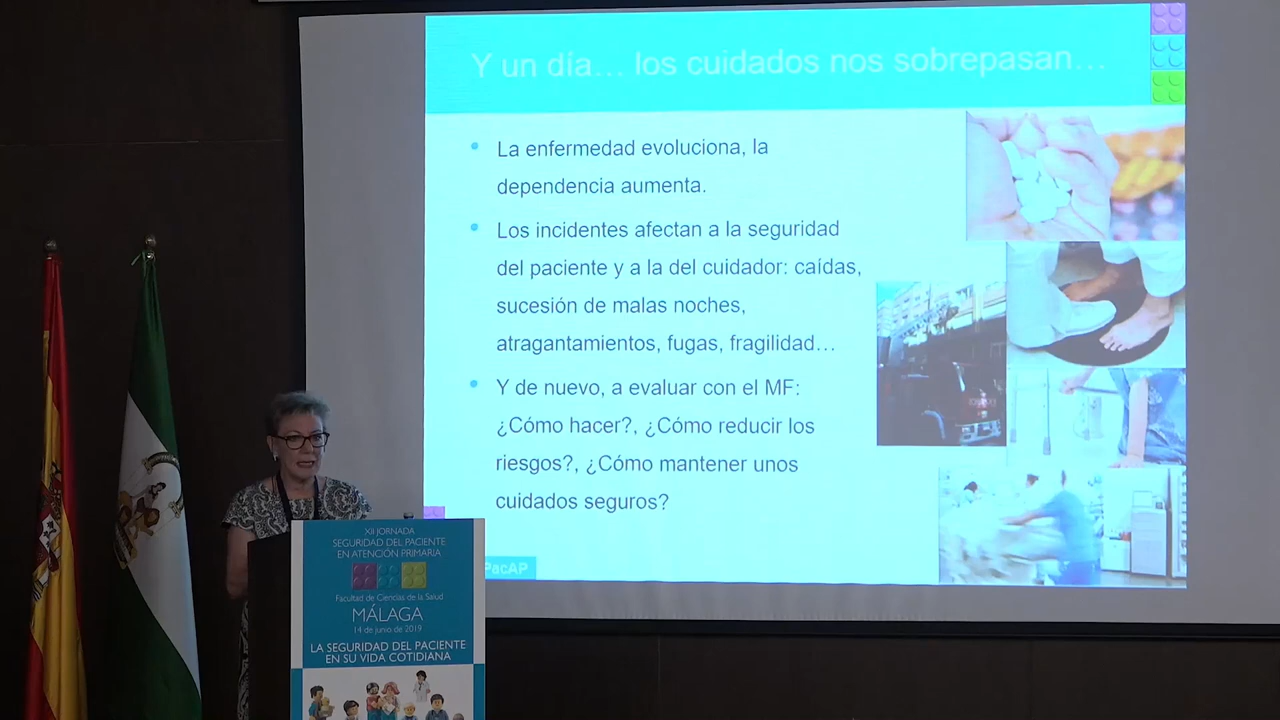 Y un día... los cuidados nos sobrepasan...
La enfermedad evoluciona, la
dependencia aumenta.
Los incidentes afectan a la seguridad
del paciente y a la del cuidador: caídas,
sucesión de malas noches,
atragantamientos, fugas, fragilidad...
Y de nuevo, a evaluar con el MF:
¿Cómo hacer?, ¿Cómo reducir los
riesgos?, ¿Cómo mantener unos
cuidados seguros?
PacAP
XII JORNADA
SEGURIDAD DEL PACIENTE
EN ATENCIÓN PRIMARIA
Facultad de Ciencias de la Salud
MÁLAGA
14 de junio de 2019
LA SEGURIDAD DEL PACIENTE
EN SU VIDA COTIDIANA